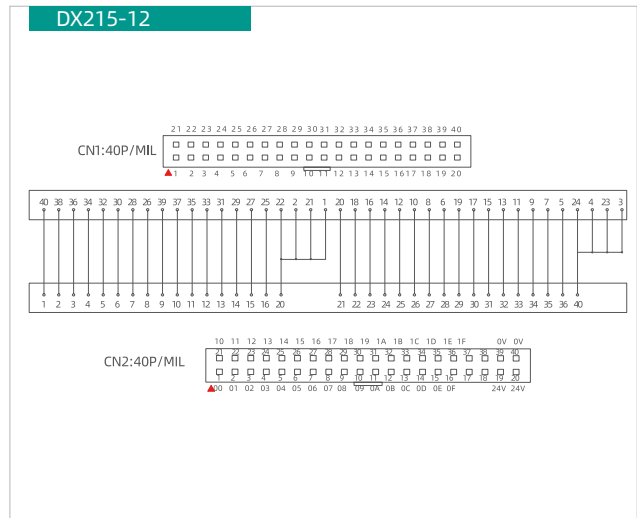 DX215-12
21 22 23 24 25 26 27 28 29 30 31 32 33 34 35 36 37 38 39 40
CN1:40P/MIL
1 2 3 4 5 6 7 8 9 10 11 12 13 14 15 16 17 18 19 20
40 38 36 34 32 30 28 26 39 37 35 33 31 29 27 25 22 2 21 1 20 18 16 14 12 10 8 6 19 17 15 13 11 9 7 5 24 4 23 3
1 2 3 4 5 6 7 8 9 10 11 12 13 14 15 16 20 21 22 23 24 25 26 27 28 29 30 31 32 33 34 35 36 40
10 11 12 13 14 15 16 17 18 19 1A 1B 1C 1D 1E 1F 0V 0V
21 22 23 24 25 26 27 28 29 30 31 32 33 34 35 36 37 38 39 40
CN2:40P/MIL
1 2 3 4 5 6 7 8 9 10 11 12 13 14 15 16 17 18 19 20
00 01 02 03 04 05 06 07 08 09 0A 0B 0C 0D 0E 0F 24V 24V